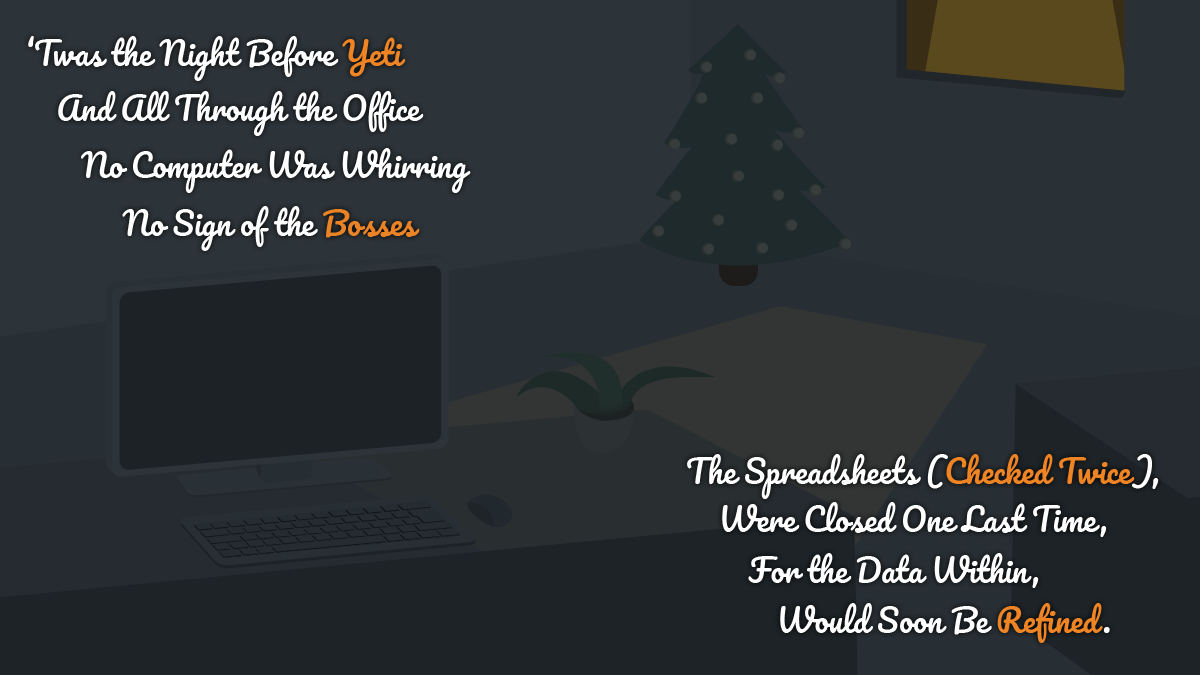 ‘Twas the Night Before Yeti
And All Through the Office
No Computer Was Whirring
No Sign of the Bosses
The Spreadsheets (Checked Twice),
Were Closed One Last Time,
For the Data Within,
Would Soon Be Refined.